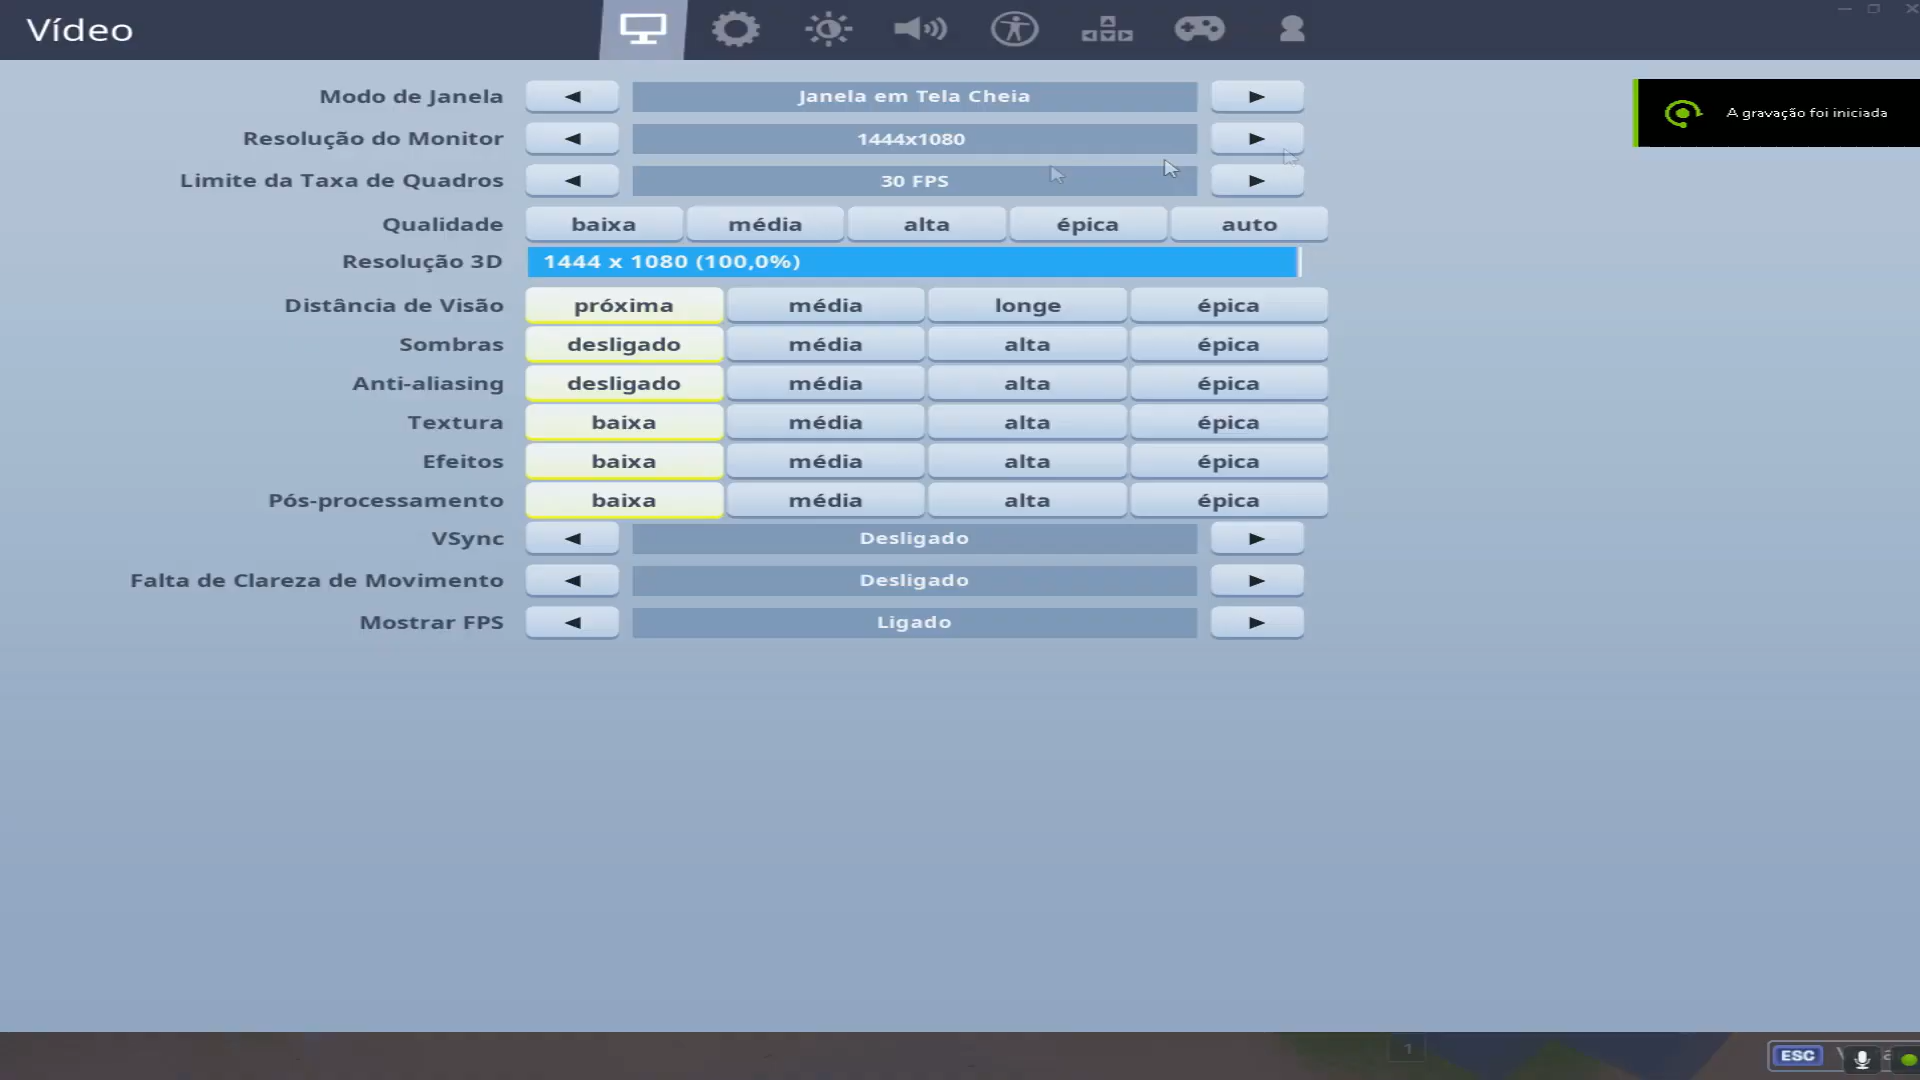 Vídeo
A gravação foi iniciada
Modo de Janela Janela em Tela Cheia
Resolução do Monitor 1444x1080
Limite da Taxa de Quadros 30 FPS
Qualidade baixa média alta épica auto
Resolução 3D 1444 x 1080 (100,0%)
Distância de Visão próxima média longe épica
Sombras desligado média alta épica
Anti-aliasing desligado média alta épica
Textura baixa média alta épica
Efeitos baixa média alta épica
Pós-processamento baixa média alta épica
VSync Desligado
Falta de Clareza de Movimento Desligado
Mostrar FPS Ligado
1
ESC